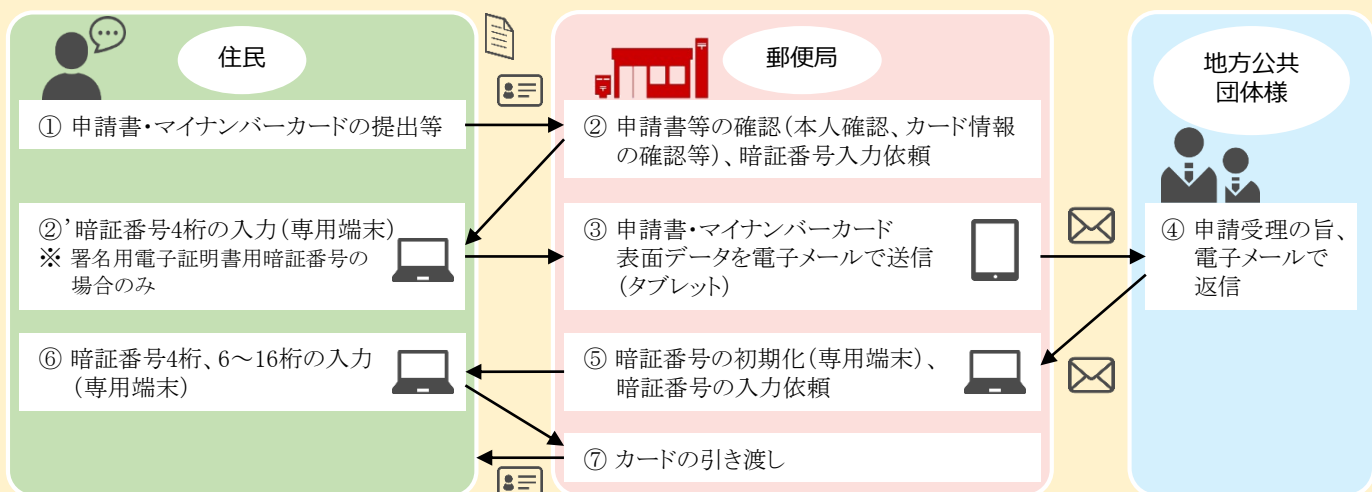 住民
郵便局
地方公共
団体様
① 申請書・マイナンバーカードの提出等
② 申請書等の確認（本人確認、カード情報
の確認等）、暗証番号入力依頼
②’暗証番号4桁の入力（専用端末）
※ 署名用電子証明書用暗証番号の
場合のみ
③ 申請書・マイナンバーカード
表面データを電子メールで送信
（タブレット）
④ 申請受理の旨、
電子メールで
返信
⑥ 暗証番号4桁、6～16桁の入力
（専用端末）
⑤ 暗証番号の初期化（専用端末）、
暗証番号の入力依頼
⑦ カードの引き渡し